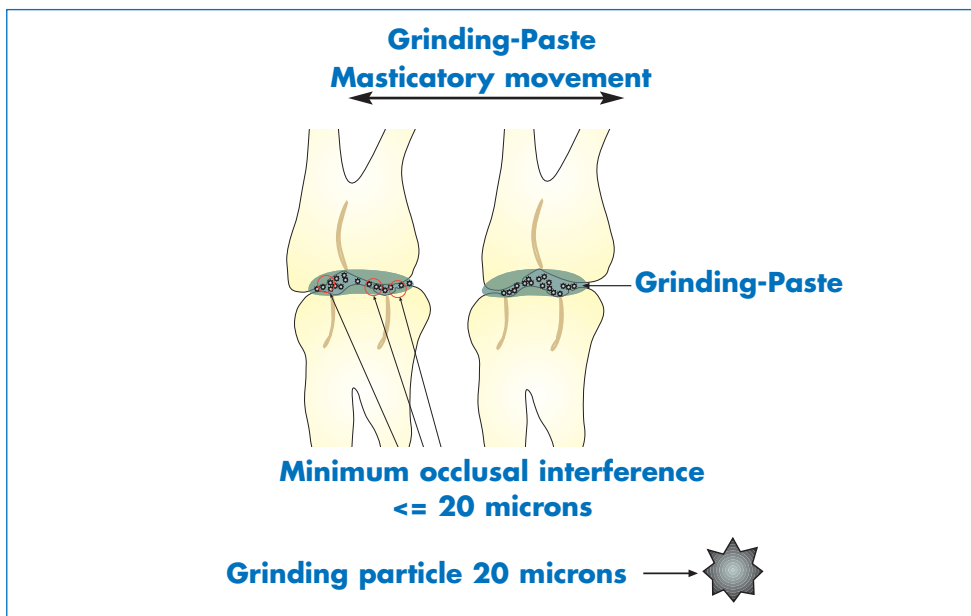 Grinding-Paste
Masticatory movement
Grinding-Paste
Minimum occlusal interference
<= 20 microns
Grinding particle 20 microns